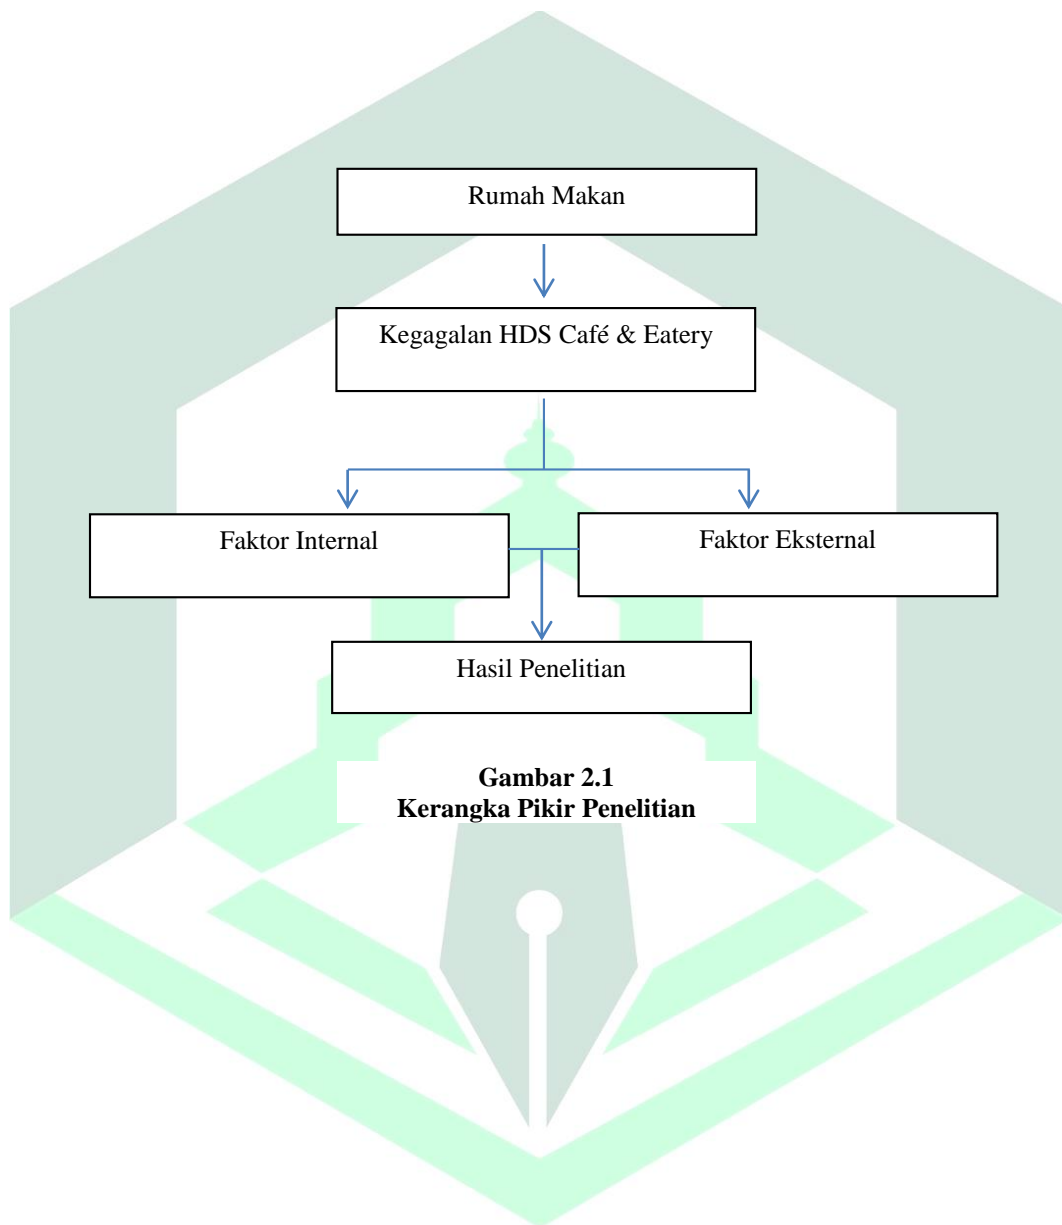 Rumah Makan
Kegagalan HDS Café & Eatery
Faktor Internal
Faktor Eksternal
Hasil Penelitian
Gambar 2.1
Kerangka Pikir Penelitian